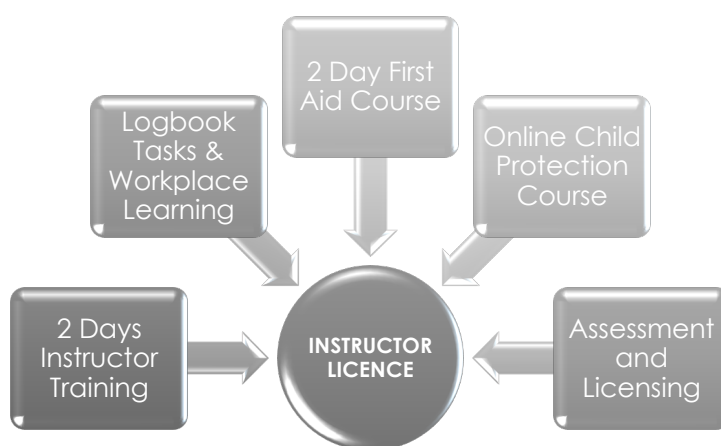 2 Day First
Aid Course
Logbook
Tasks &
Workplace
Learning
Online Child
Protection
Course
2 Days
Instructor
Training
INSTRUCTOR
LICENCE
Assessment
and
Licensing